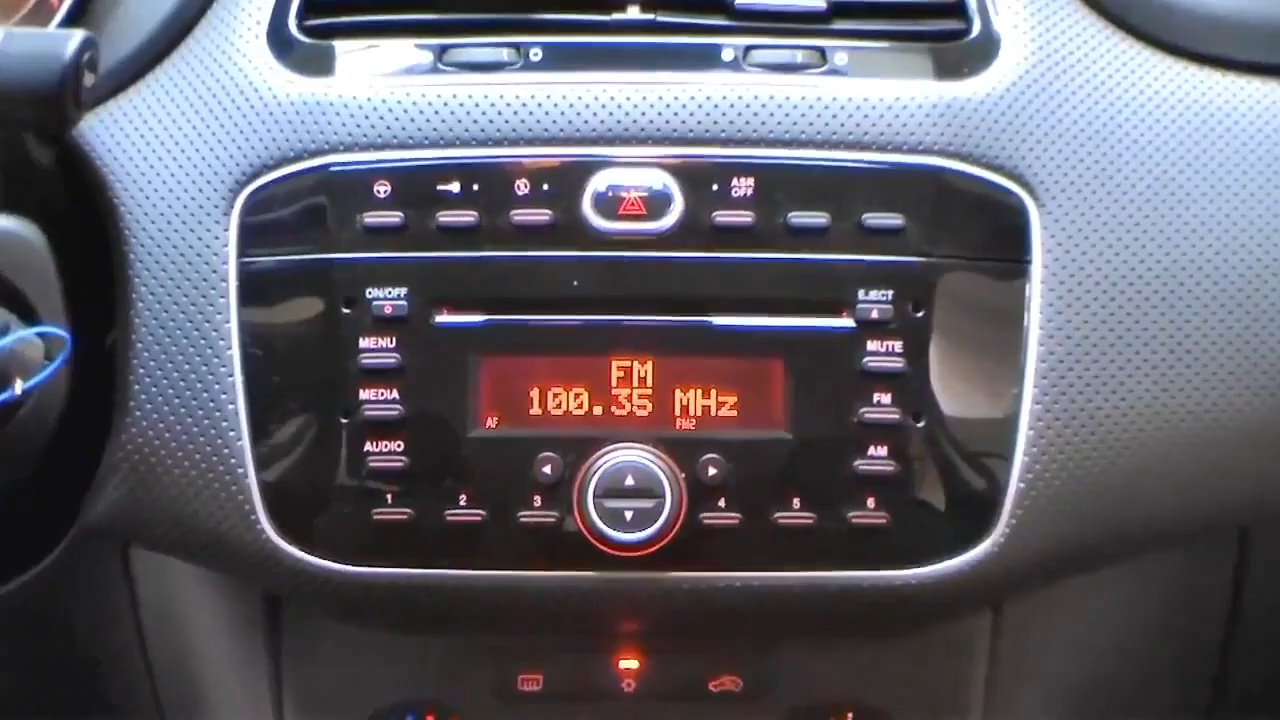 ASR
OFF
ON/OFF
EJECT
MENU
MUTE
FM
100.35 MHz
MEDIA
FM
AF
FM2
AUDIO
AM
1
2
3
4
5
6